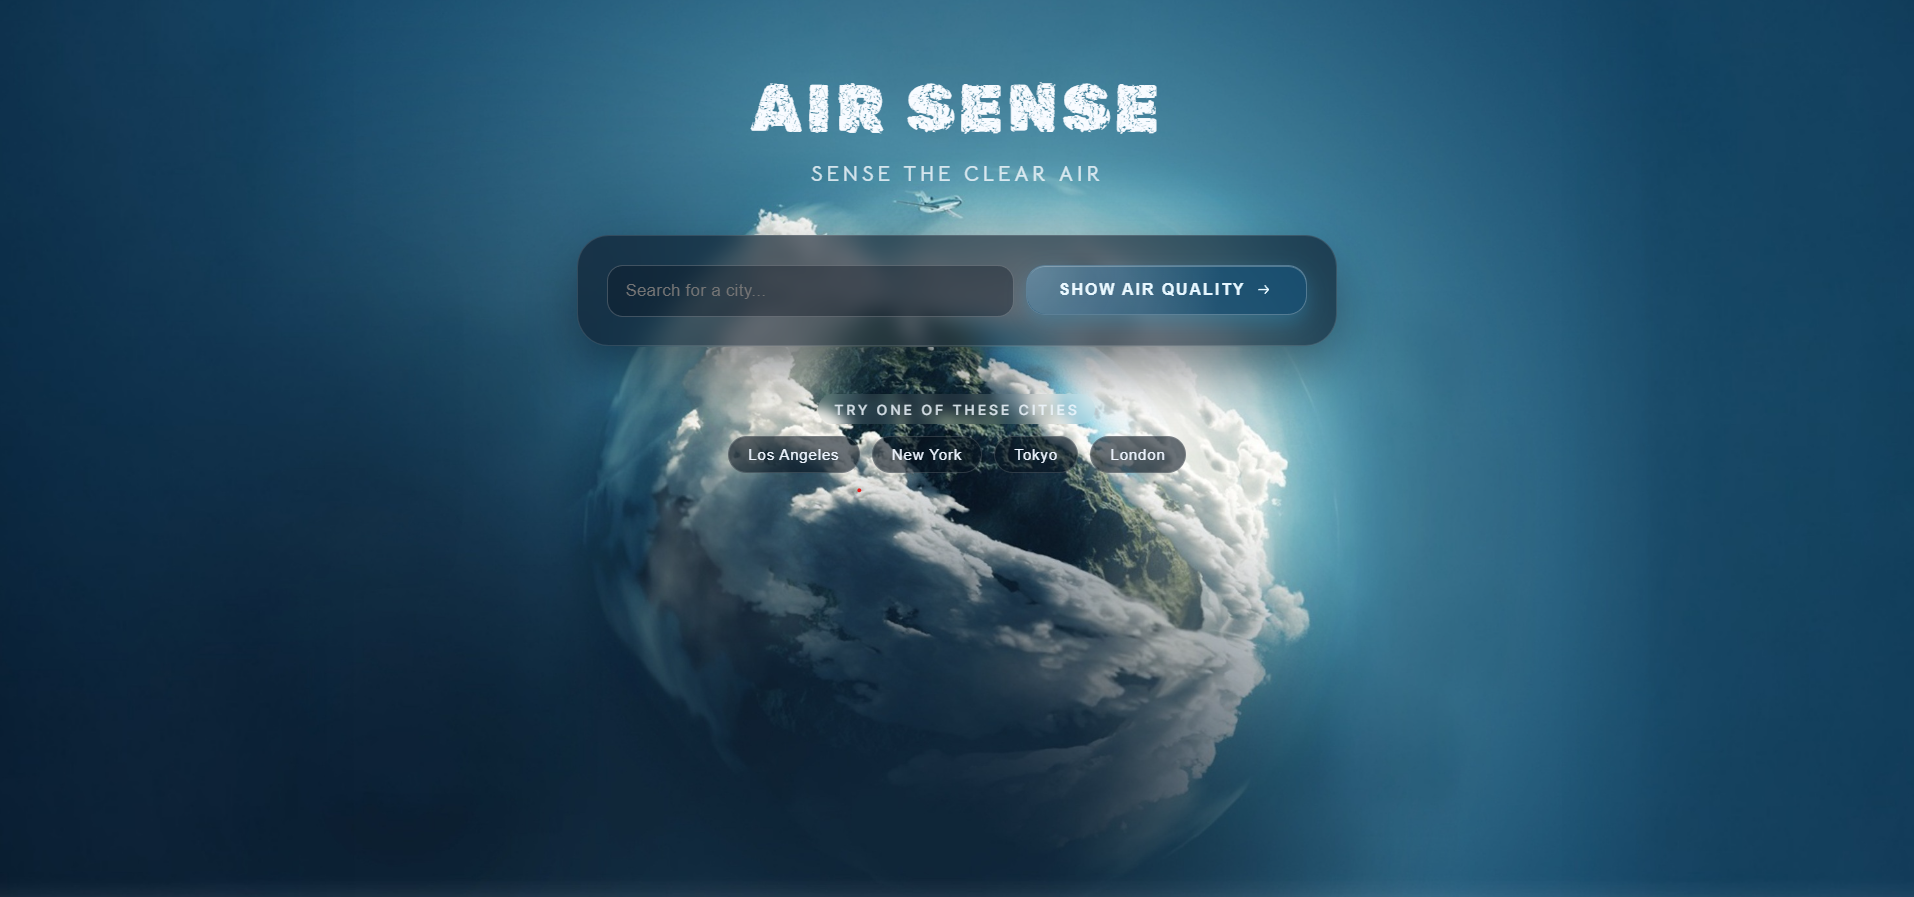 AIR SENSE
SENSE THE CLEAR AIR
Search for a city...
SHOW AIR QUALITY →
TRY ONE OF THESE CITIES
Los Angeles
New York
Tokyo
London